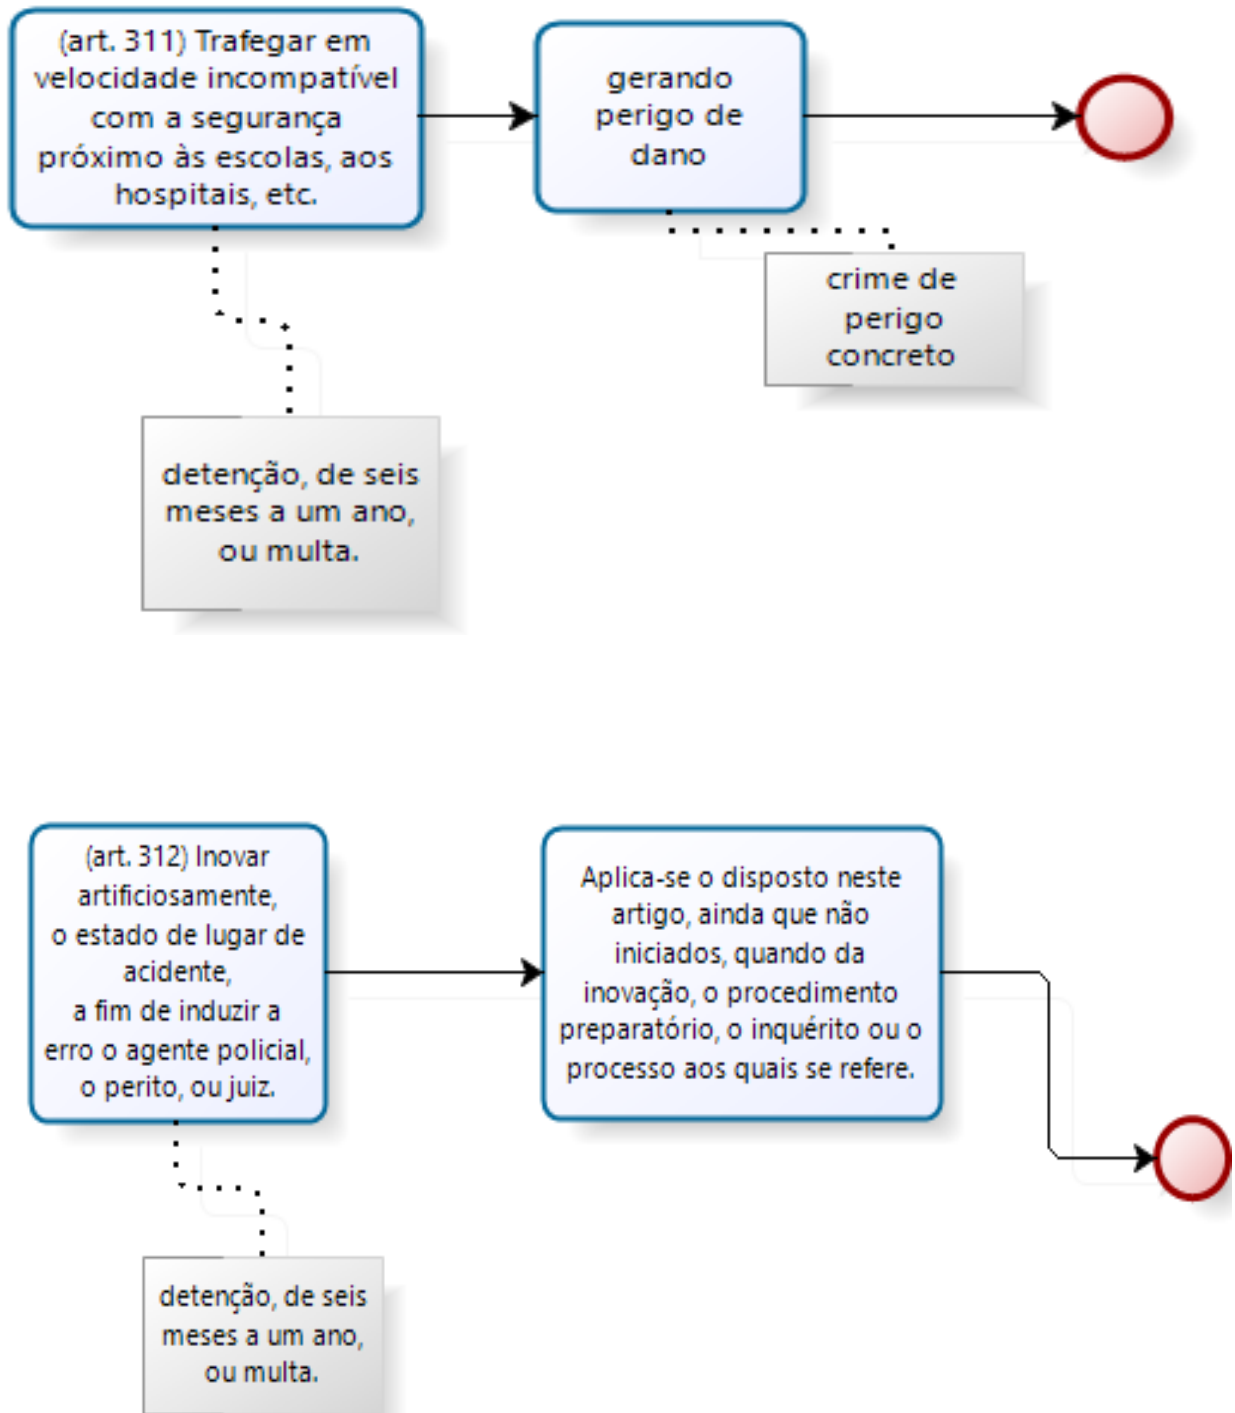 (art. 311) Trafegar em
velocidade incompatível
com a segurança
próximo às escolas, aos
hospitais, etc.
gerando
perigo de
dano
crime de
perigo
concreto
detenção, de seis
meses a um ano,
ou multa.
(art. 312) Inovar
artificiosamente,
o estado de lugar de
acidente,
a fim de induzir a
erro o agente policial,
o perito, ou juiz.
Aplica-se o disposto neste
artigo, ainda que não
iniciados, quando da
inovação, o procedimento
preparatório, o inquérito ou o
processo aos quais se refere.
detenção, de seis
meses a um ano,
ou multa.